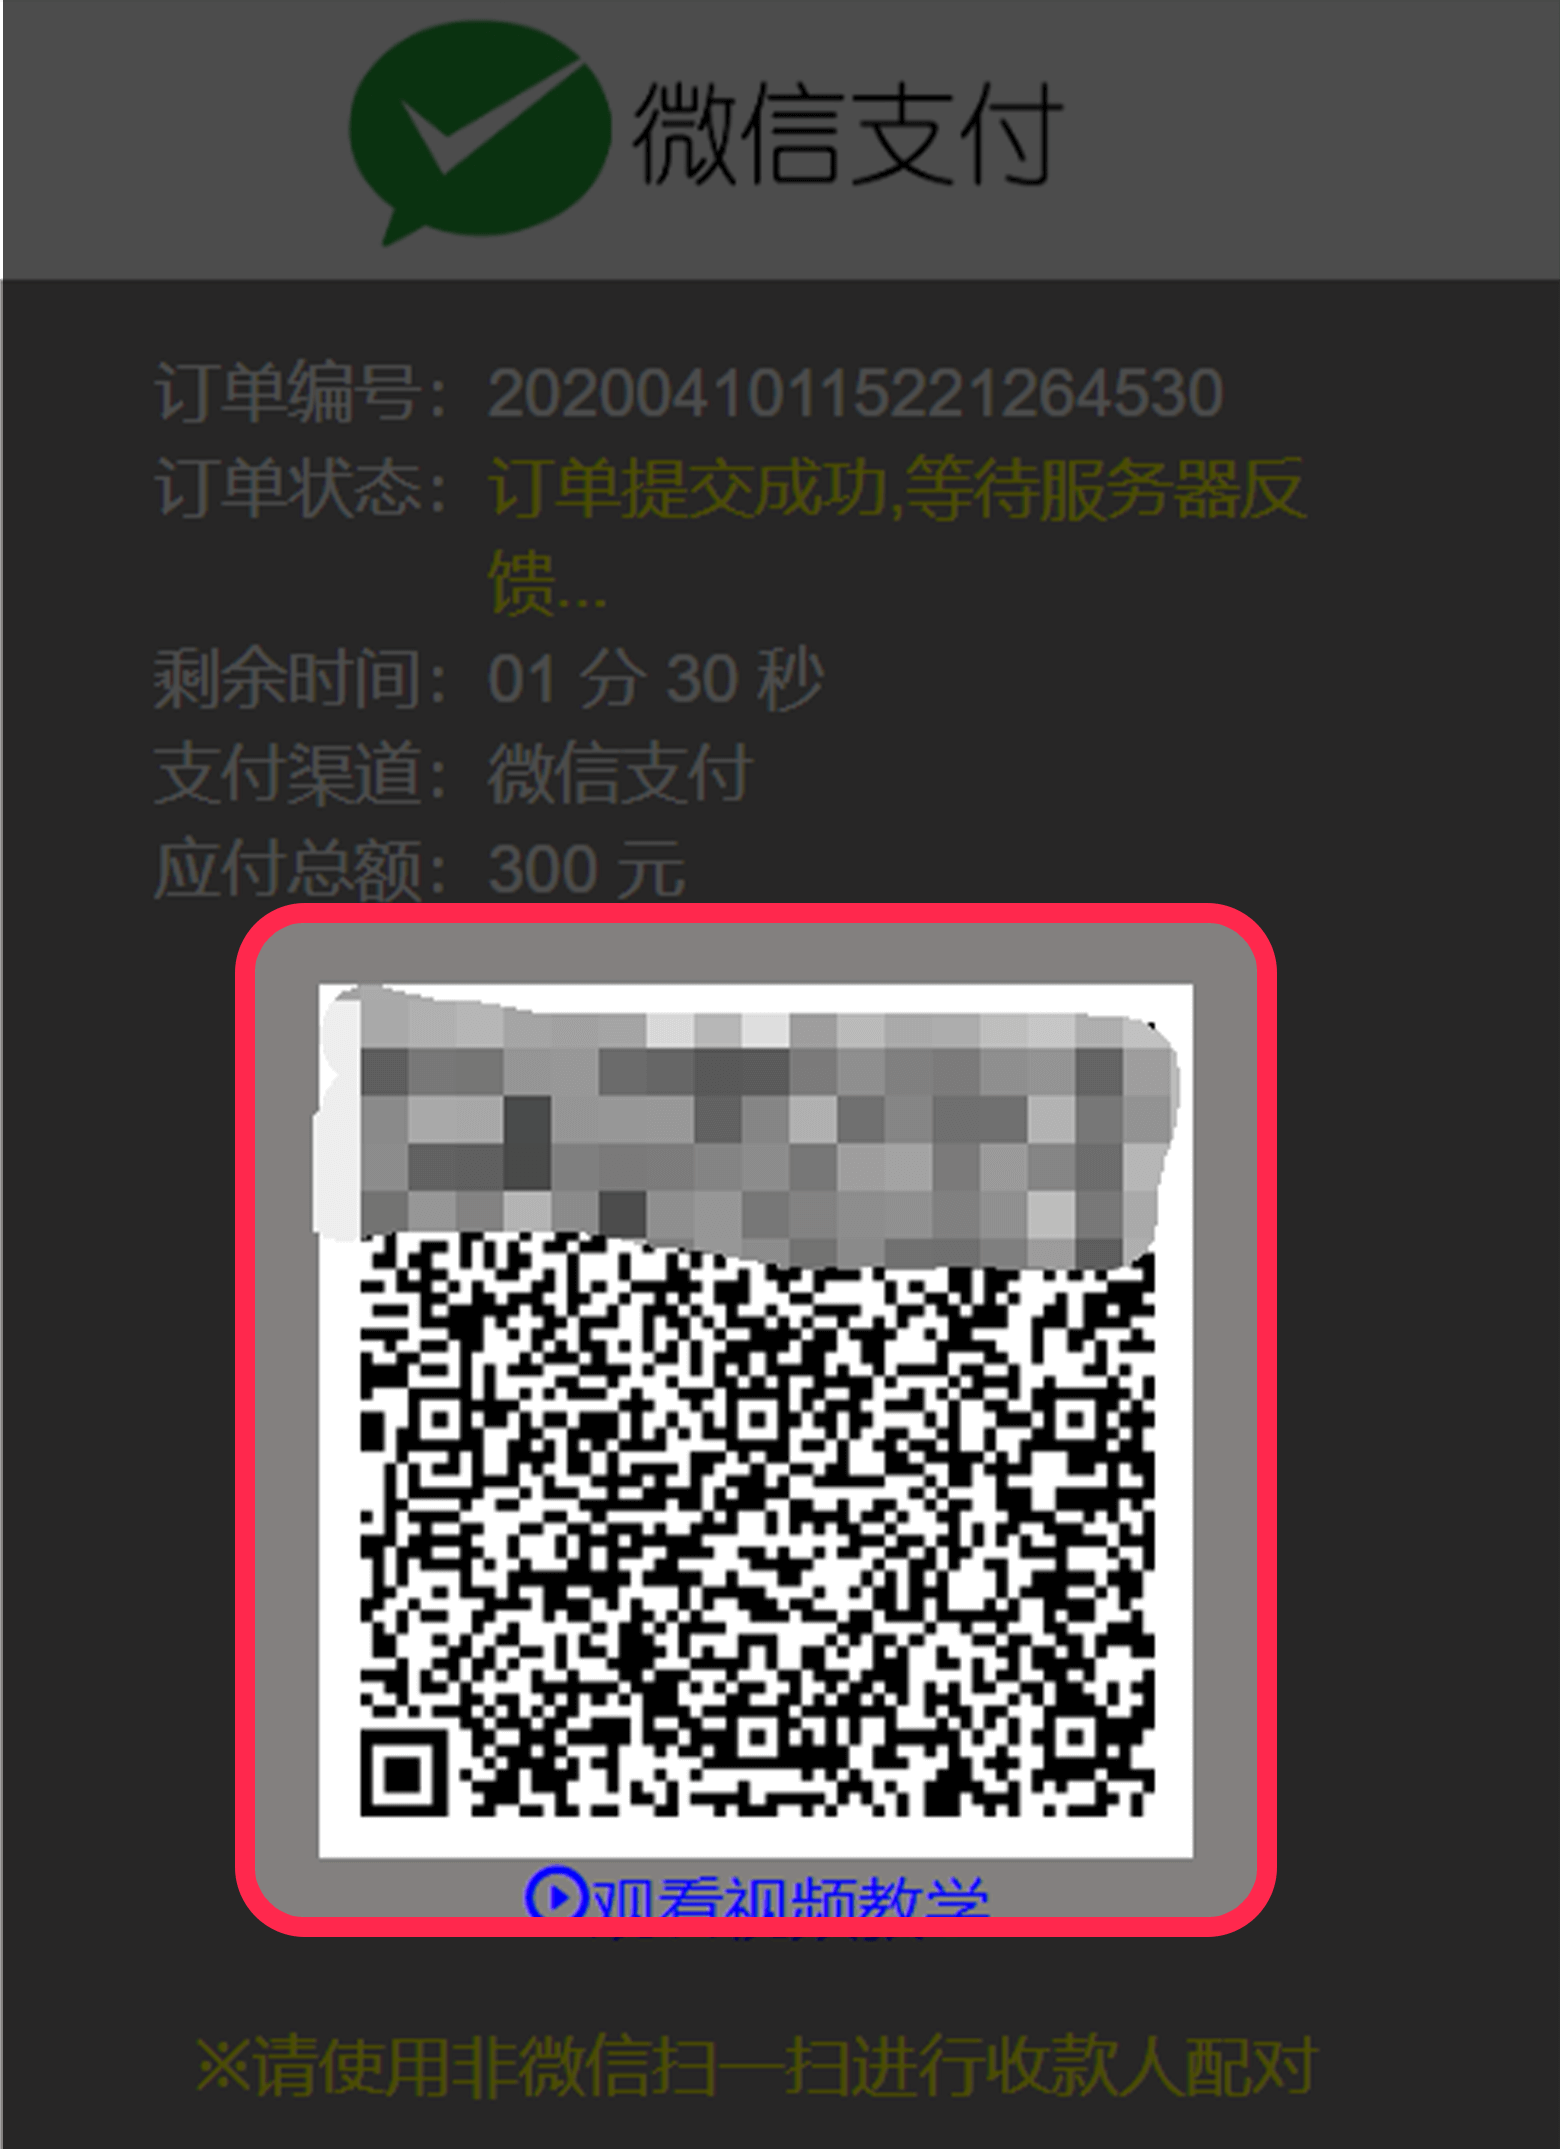 微信支付
订单编号：20200410115221264530
订单状态：订单提交成功,等待服务器反
馈...
剩余时间：01 分 30 秒
支付渠道：微信支付
应付总额：300 元
观看视频教学
※请使用非微信扫一扫进行收款人配对